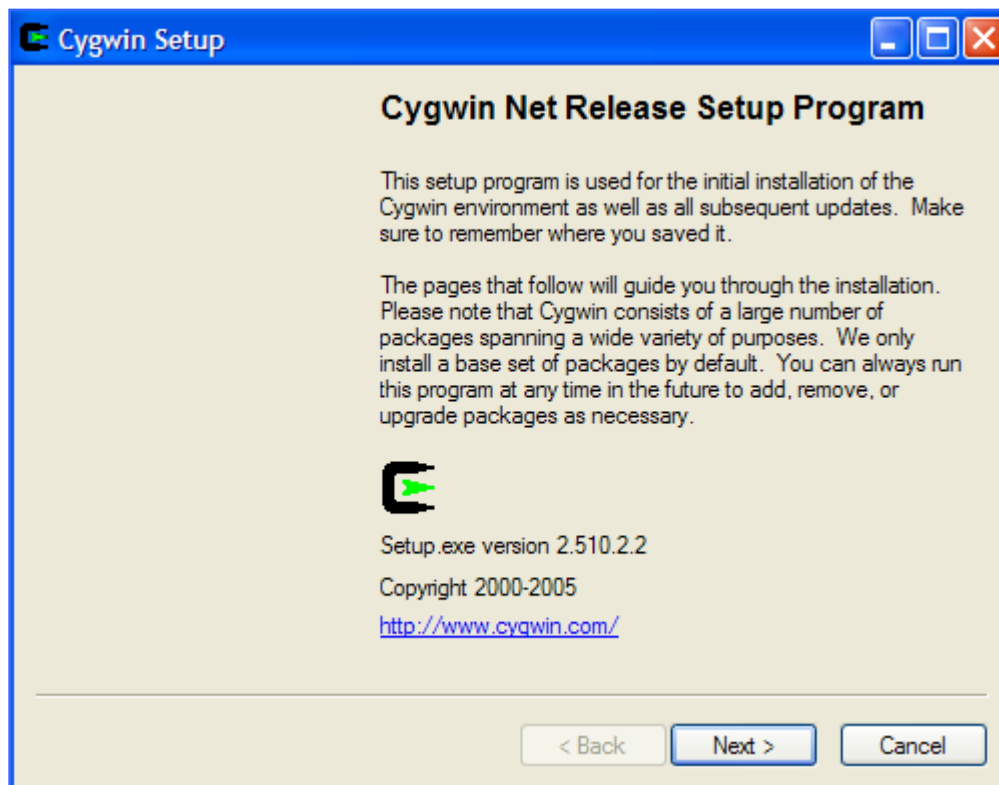 Cygwin Setup
Cygwin Net Release Setup Program
This setup program is used for the initial installation of the
Cygwin environment as well as all subsequent updates.  Make
sure to remember where you saved it.
The pages that follow will guide you through the installation.
Please note that Cygwin consists of a large number of
packages spanning a wide variety of purposes.  We only
install a base set of packages by default.  You can always run
this program at any time in the future to add, remove, or
upgrade packages as necessary.
Setup.exe version 2.510.2.2
Copyright 2000-2005
http://www.cygwin.com/
< Back Next > Cancel